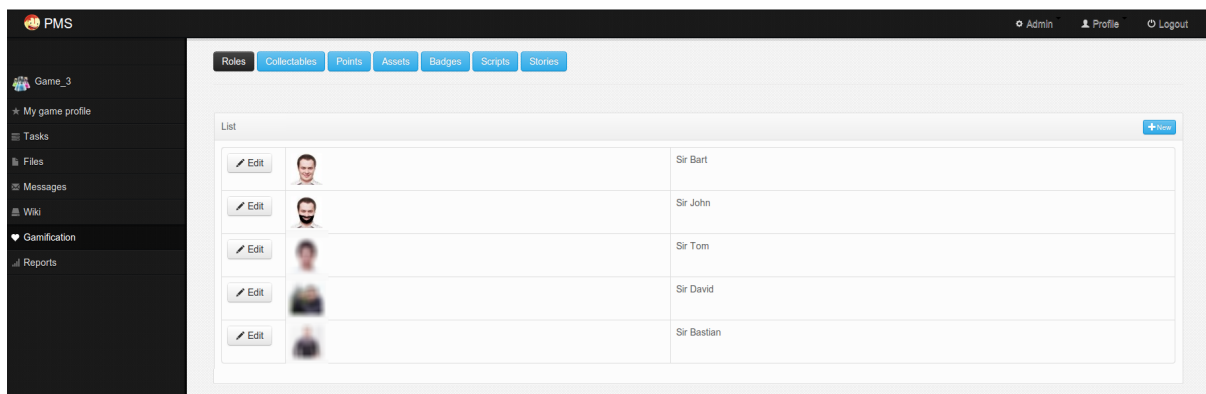 PMS
Admin Profile Logout
Roles Collectables Points Assets Badges Scripts Stories
Game_3
My game profile
Tasks
Files
Messages
Wiki
Gamification
Reports
List
New
Edit Sir Bart
Edit Sir John
Edit Sir Tom
Edit Sir David
Edit Sir Bastian